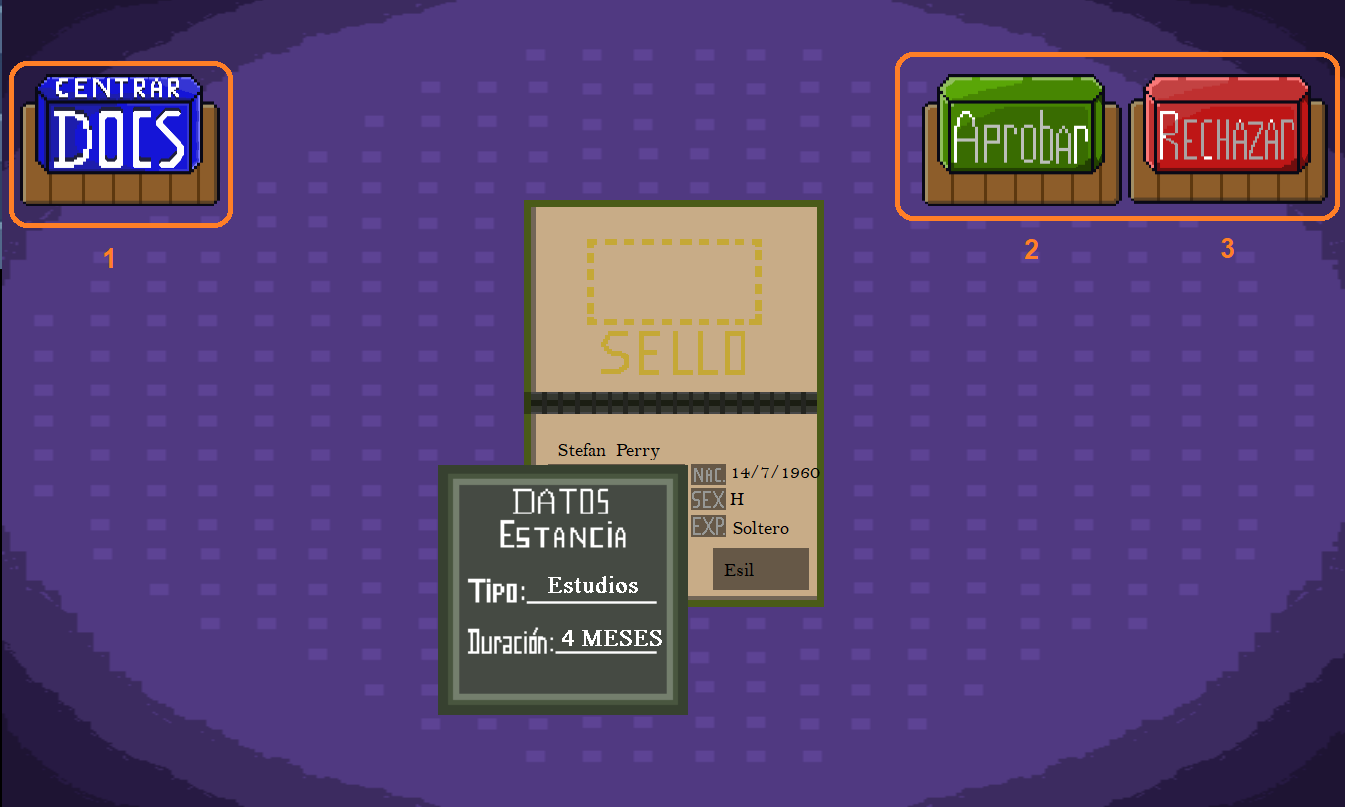 CENTRAR
DOCS
Aprobar
RECHAZAR
1
2
3
SELLO
Stefan Perry
NAC. 14/7/1960
SEX H
EXP. Soltero
Esil
DATOS
ESTANCIA
Tipo: Estudios
Duración: 4 MESES